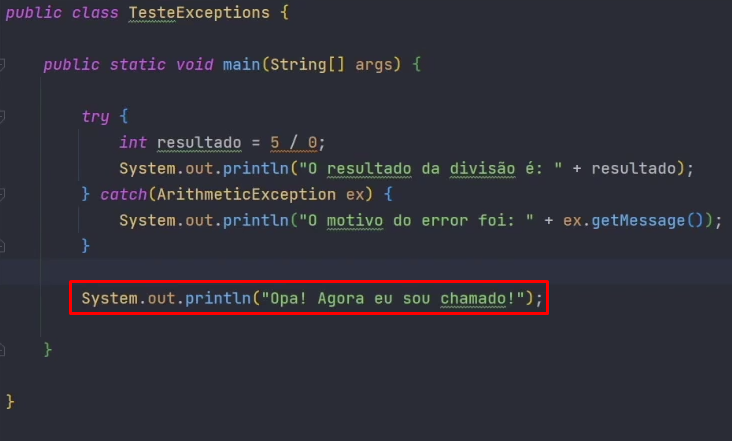 public class TesteExceptions {
public static void main(String[] args) {
try {
int resultado = 5 / 0;
System.out.println("O resultado da divisão é: " + resultado);
} catch(ArithmeticException ex) {
System.out.println("O motivo do error foi: " + ex.getMessage());
}
System.out.println("Opa! Agora eu sou chamado!");
}
}